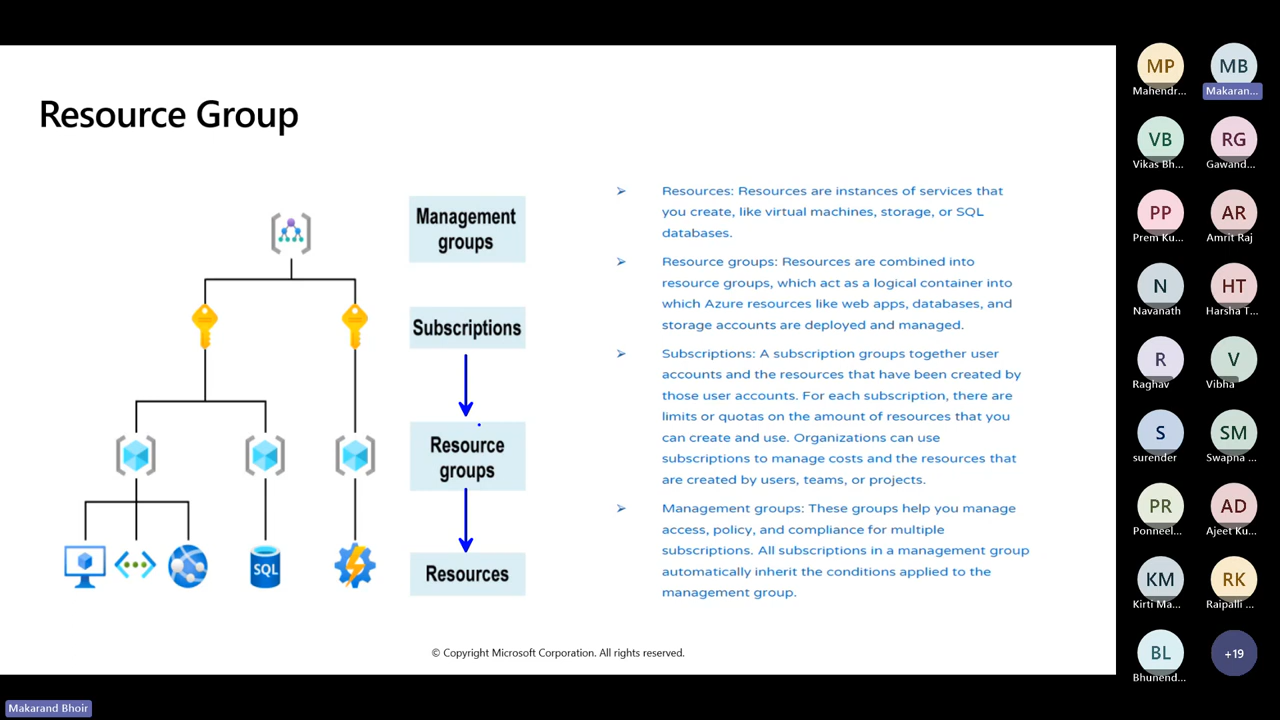 Resource Group
Management
groups
Subscriptions
Resource
groups
Resources
SQL
Resources: Resources are instances of services that
you create, like virtual machines, storage, or SQL
databases.
Resource groups: Resources are combined into
resource groups, which act as a logical container into
which Azure resources like web apps, databases, and
storage accounts are deployed and managed.
Subscriptions: A subscription groups together user
accounts and the resources that have been created by
those user accounts. For each subscription, there are
limits or quotas on the amount of resources that you
can create and use. Organizations can use
subscriptions to manage costs and the resources that
are created by users, teams, or projects.
Management groups: These groups help you manage
access, policy, and compliance for multiple
subscriptions. All subscriptions in a management group
automatically inherit the conditions applied to the
management group.
© Copyright Microsoft Corporation. All rights reserved.
MP
Mahendr...
MB
Makaran...
VB
Vikas Bh...
RG
Gawand...
PP
Prem Ku...
AR
Amrit Raj
N
Navanath
HT
Harsha T...
R
Raghav
V
Vibha
S
surender
SM
Swapna ...
PR
Ponneel...
AD
Ajeet Ku...
KM
Kirti Ma...
RK
Raipalli ...
BL
Bhunend...
+19
Makarand Bhoir